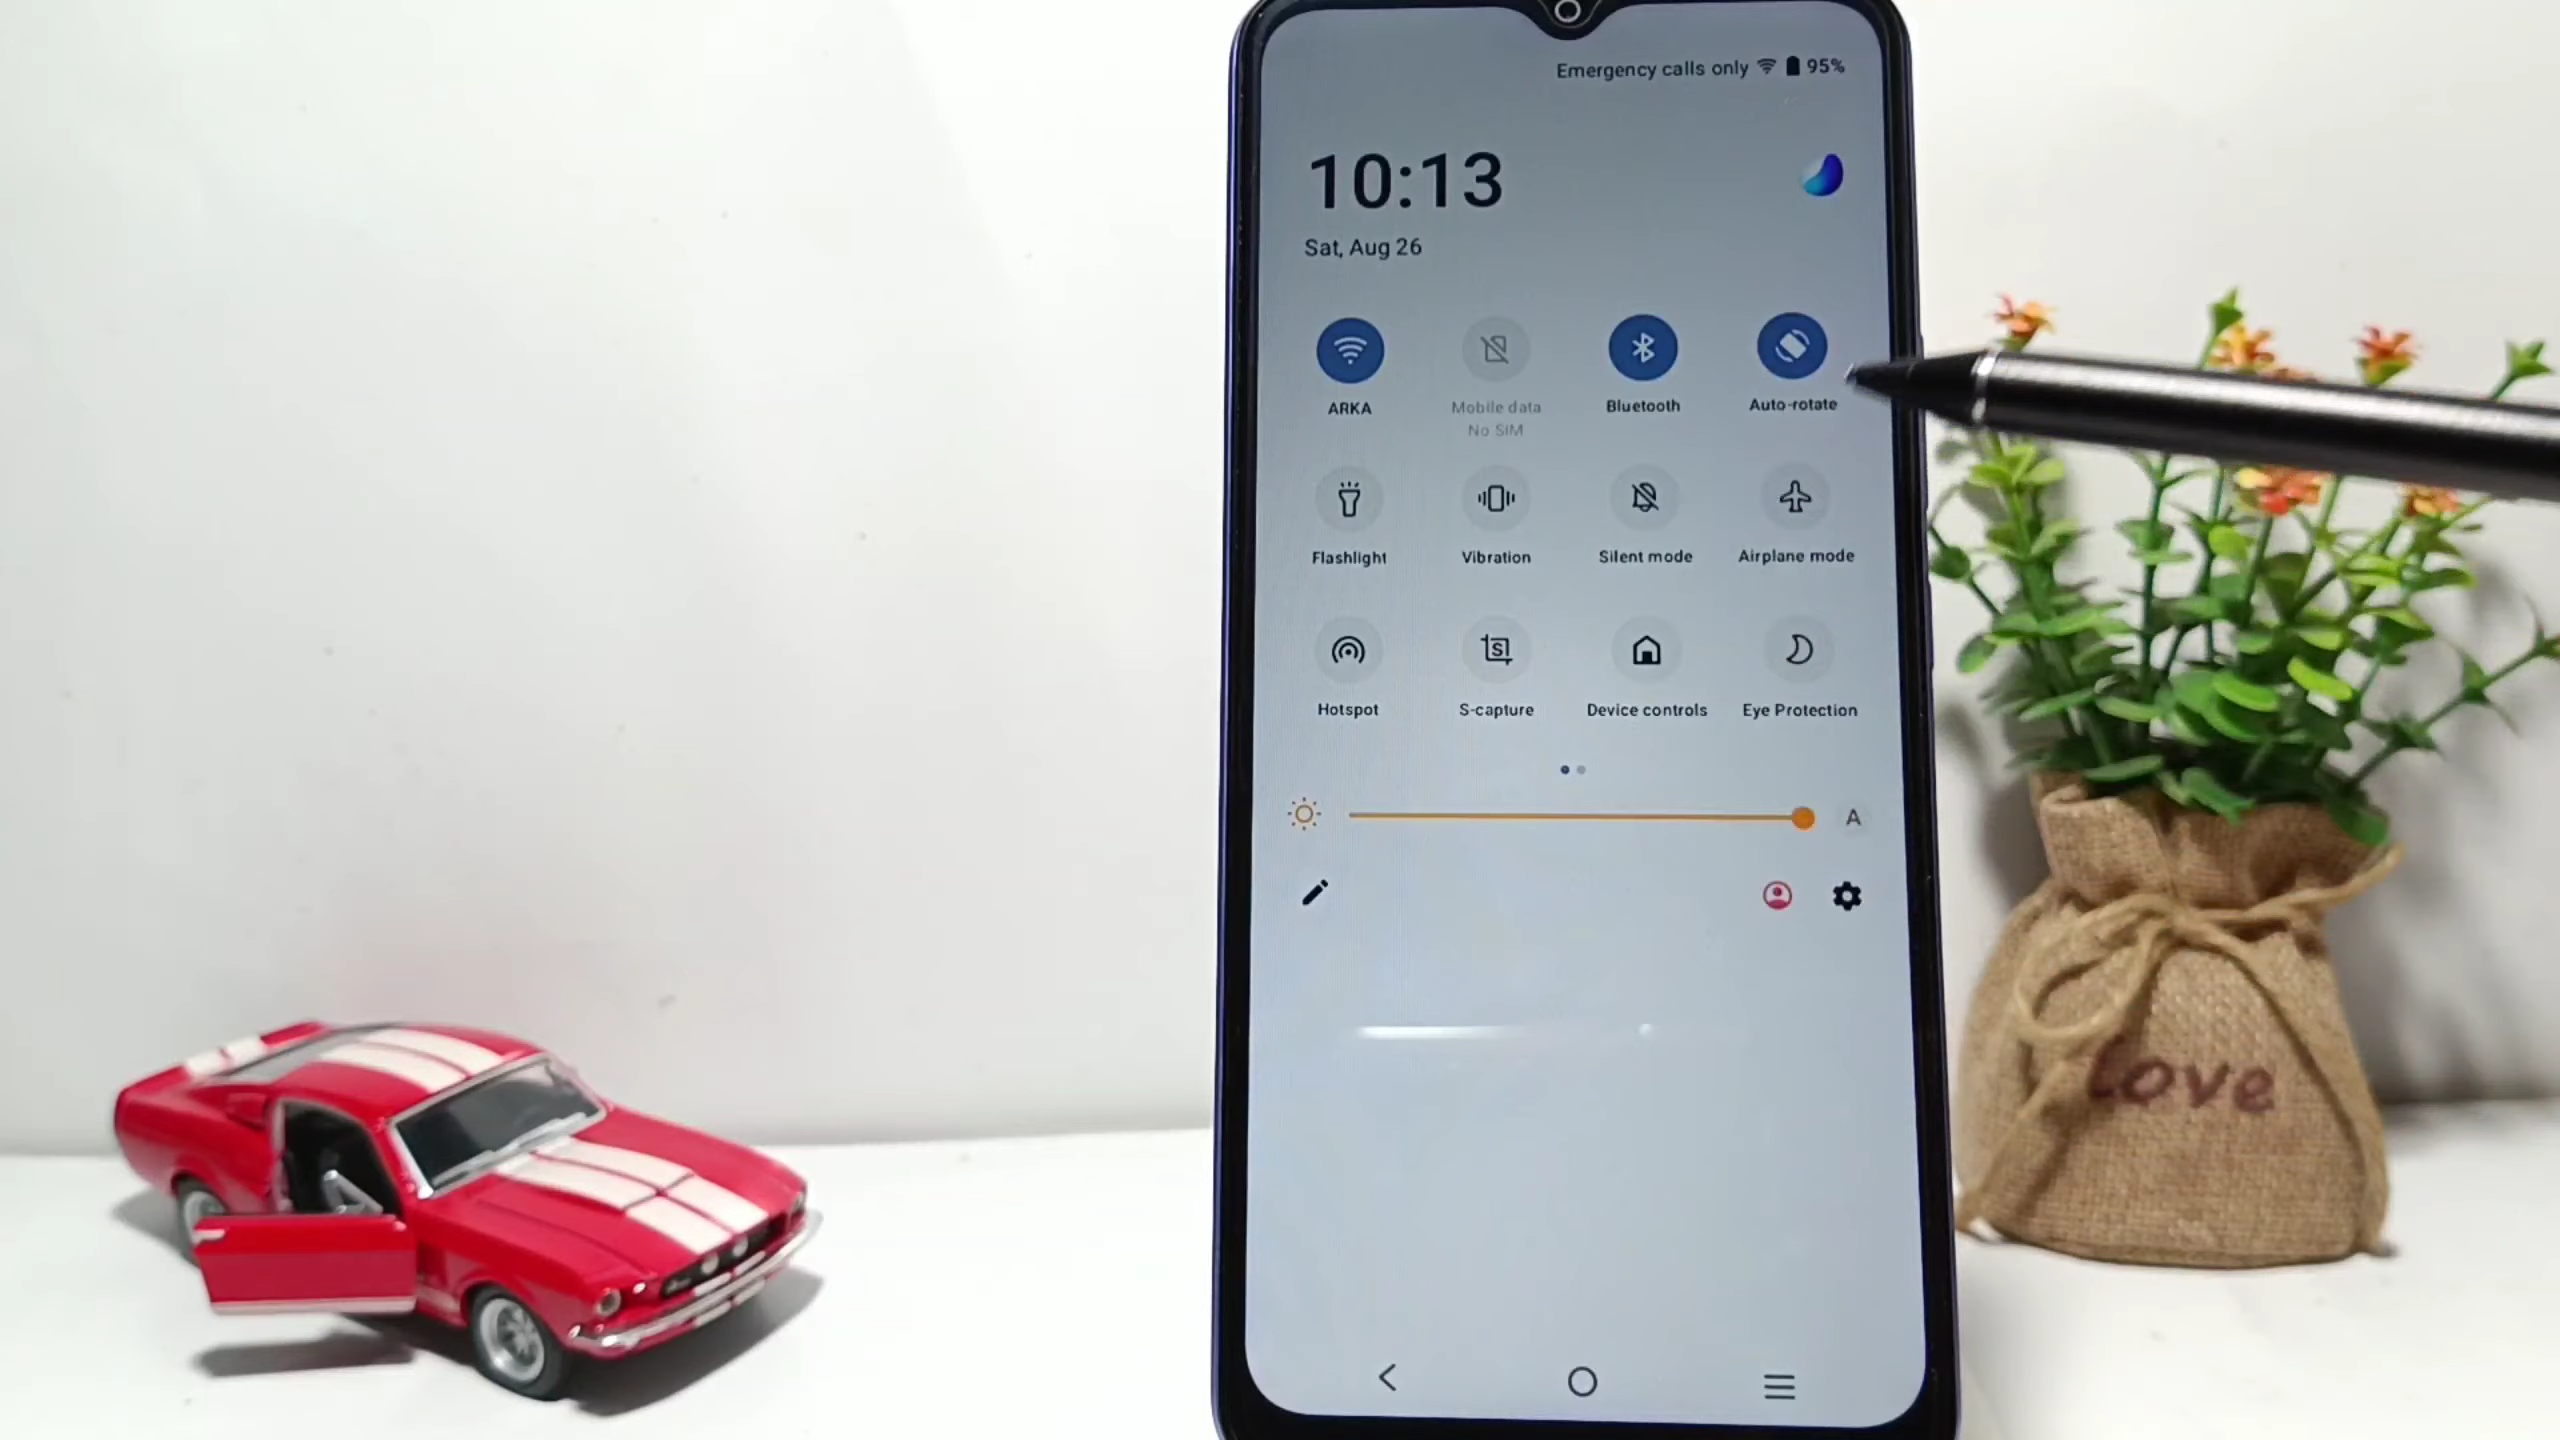 Emergency calls only 95%
10:13
Sat, Aug 26
ARKA
Mobile data
No SIM
Bluetooth
Auto-rotate
Flashlight
Vibration
Silent mode
Airplane mode
Hotspot
S-capture
Device controls
Eye Protection
A
Love